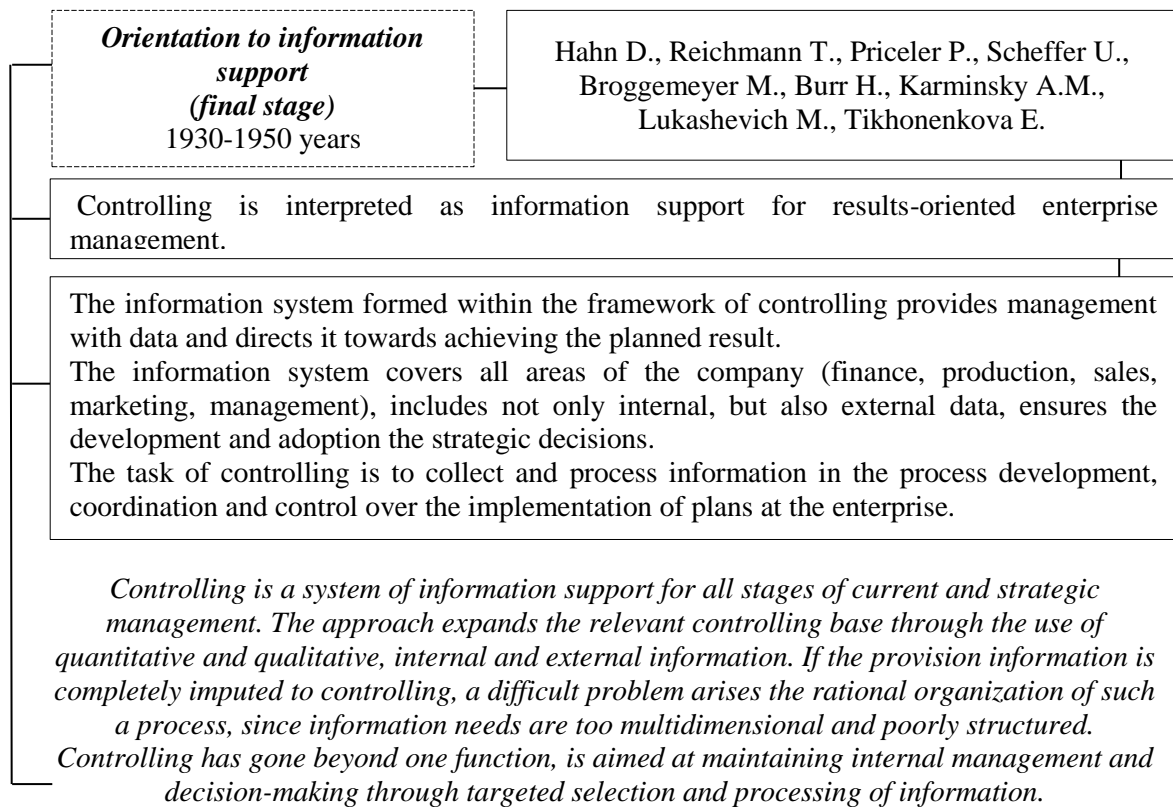 Orientation to information
support
(final stage)
1930-1950 years
Hahn D., Reichmann T., Priceler P., Scheffer U.,
Broggemeyer M., Burr H., Karminsky A.M.,
Lukashevich M., Tikhonenkova E.
Controlling is interpreted as information support for results-oriented enterprise
management.
The information system formed within the framework of controlling provides management
with data and directs it towards achieving the planned result.
The information system covers all areas of the company (finance, production, sales,
marketing, management), includes not only internal, but also external data, ensures the
development and adoption the strategic decisions.
The task of controlling is to collect and process information in the process development,
coordination and control over the implementation of plans at the enterprise.
Controlling is a system of information support for all stages of current and strategic
management. The approach expands the relevant controlling base through the use of
quantitative and qualitative, internal and external information. If the provision information is
completely imputed to controlling, a difficult problem arises the rational organization of such
a process, since information needs are too multidimensional and poorly structured.
Controlling has gone beyond one function, is aimed at maintaining internal management and
decision-making through targeted selection and processing of information.